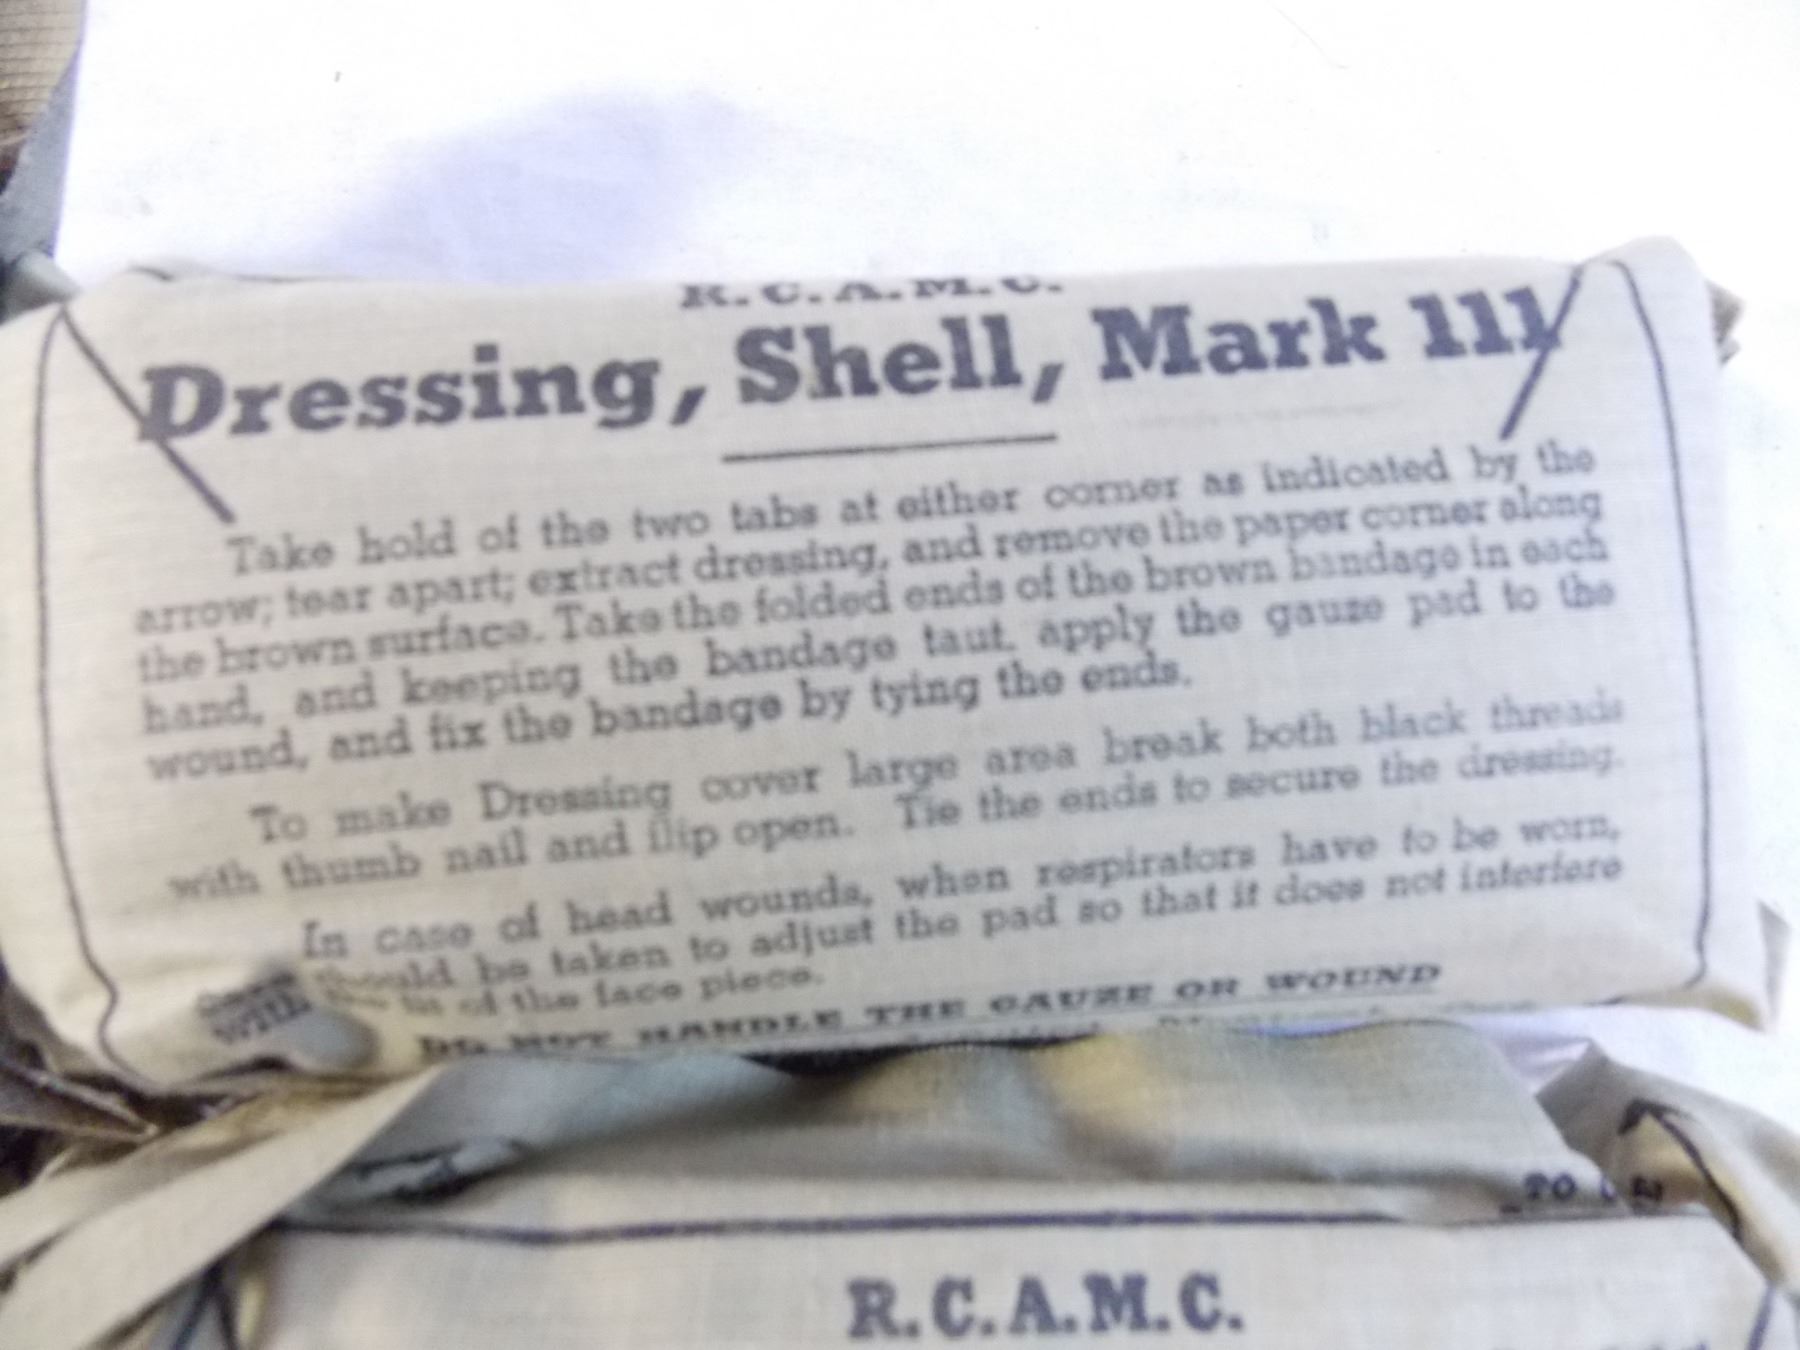 R.C.A.M.C.
Dressing, Shell, Mark 111
Take hold of the two tabs at either corner as indicated by the
arrow; tear apart; extract dressing, and remove the paper corner along
the brown surface. Take the folded ends of the brown bandage in each
hand, and keeping the bandage taut. apply the gauze pad to the
wound, and fix the bandage by tying the ends.
To make Dressing cover large area break both black threads
with thumb nail and flip open. Tie the ends to secure the dressing.
In case of head wounds, when respirators have to be worn,
should be taken to adjust the pad so that it does not interfere
with fit of the face piece.
DO NOT HANDLE THE GAUZE OR WOUND
TO
R.C.A.M.C.